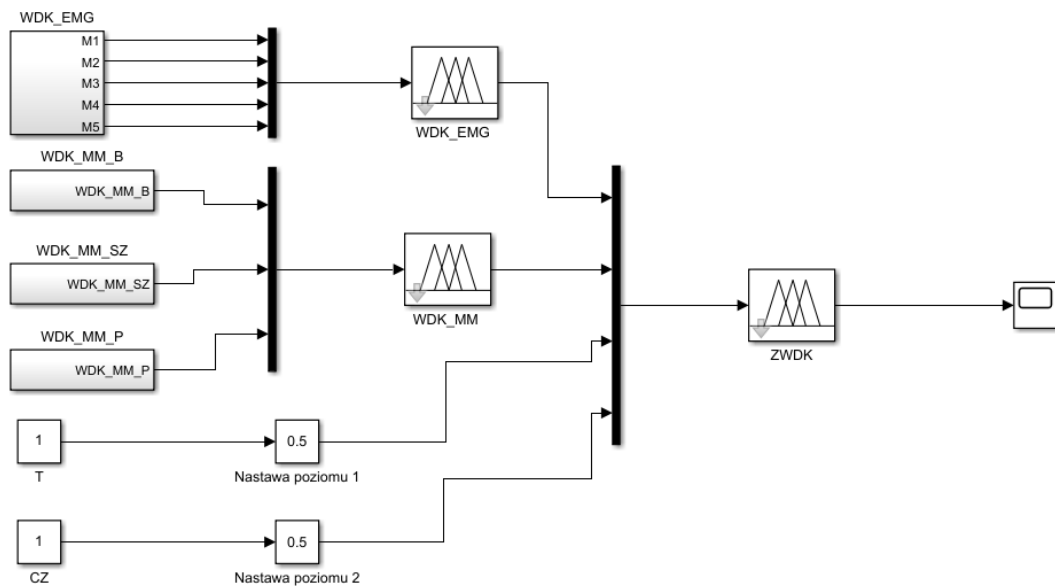 WDK_EMG
M1
M2
M3
M4
M5
WDK_EMG
WDK_MM_B
WDK_MM_B
WDK_MM_SZ
WDK_MM_SZ
WDK_MM
WDK_MM_P
WDK_MM_P
ZWDK
1
T
0.5
Nastawa poziomu 1
1
CZ
0.5
Nastawa poziomu 2